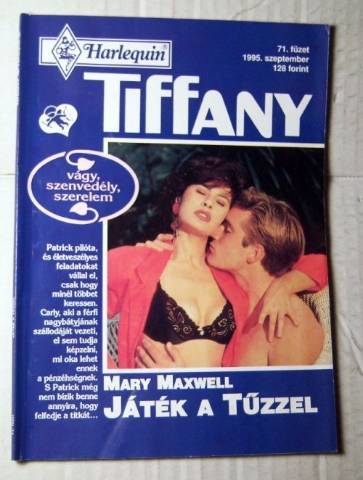 Harlequin®
71. füzet
1995. szeptember
128 forint
TIFFANY
vágy,
szenvedély,
szerelem
Patrick pilóta,
és életveszélyes
feladatokat
vállal el,
csak hogy
minél többet
keressen.
Carly, aki a férfi
nagybátyjának
szállodáját vezeti,
el sem tudja
képzelni,
mi oka lehet
ennek
a pénzéhségnek.
S Patrick még
nem bízik benne
annyira, hogy
felfedje a titkát...
MARY MAXWELL
JÁTÉK A TŰZZEL